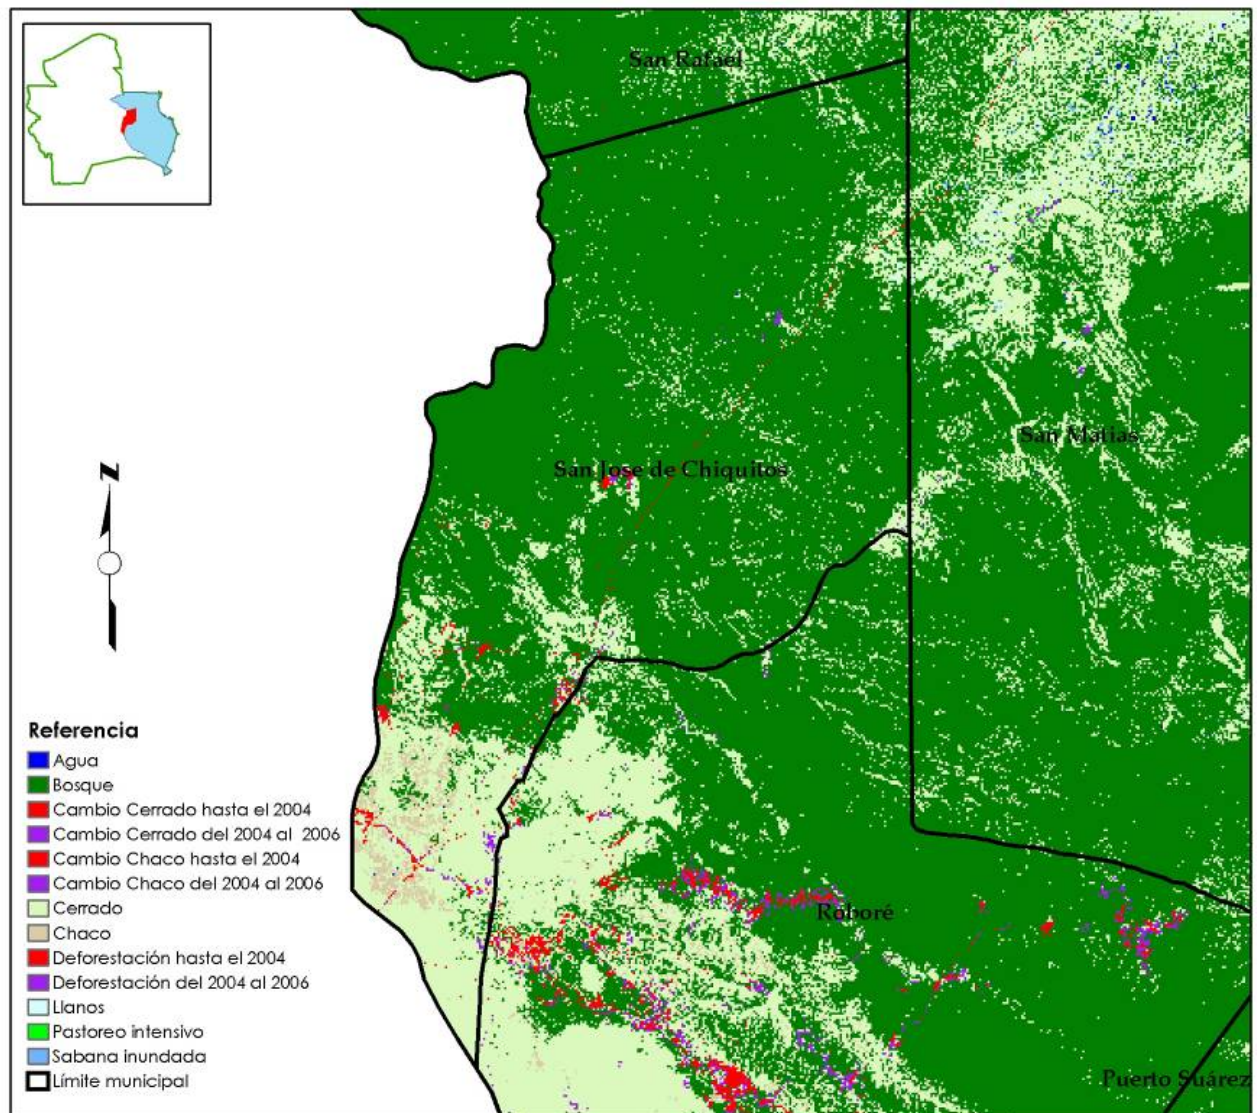 San Rafael
San Matias
San Jose de Chiquitos
N
Referencia
Agua
Bosque
Cambio Cerrado hasta el 2004
Cambio Cerrado del 2004 al 2006
Cambio Chaco hasta el 2004
Cambio Chaco del 2004 al 2006
Cerrado
Chaco
Deforestación hasta el 2004
Deforestación del 2004 al 2006
Llanos
Pastoreo intensivo
Sabana inundada
Límite municipal
Roboré
Puerto Suárez